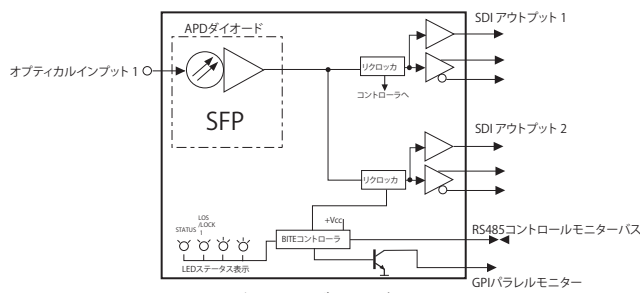 SDI アウトプット 1
APDダイオード
オプティカルインプット 1
リクロッカ
コントローラへ
SFP
SDI アウトプット 2
リクロッカ
+Vcc
LOS
/LOCK
1
STATUS
BITEコントローラ
RS485コントロールモニターバス
LEDステータス表示
GPIパラレルモニター